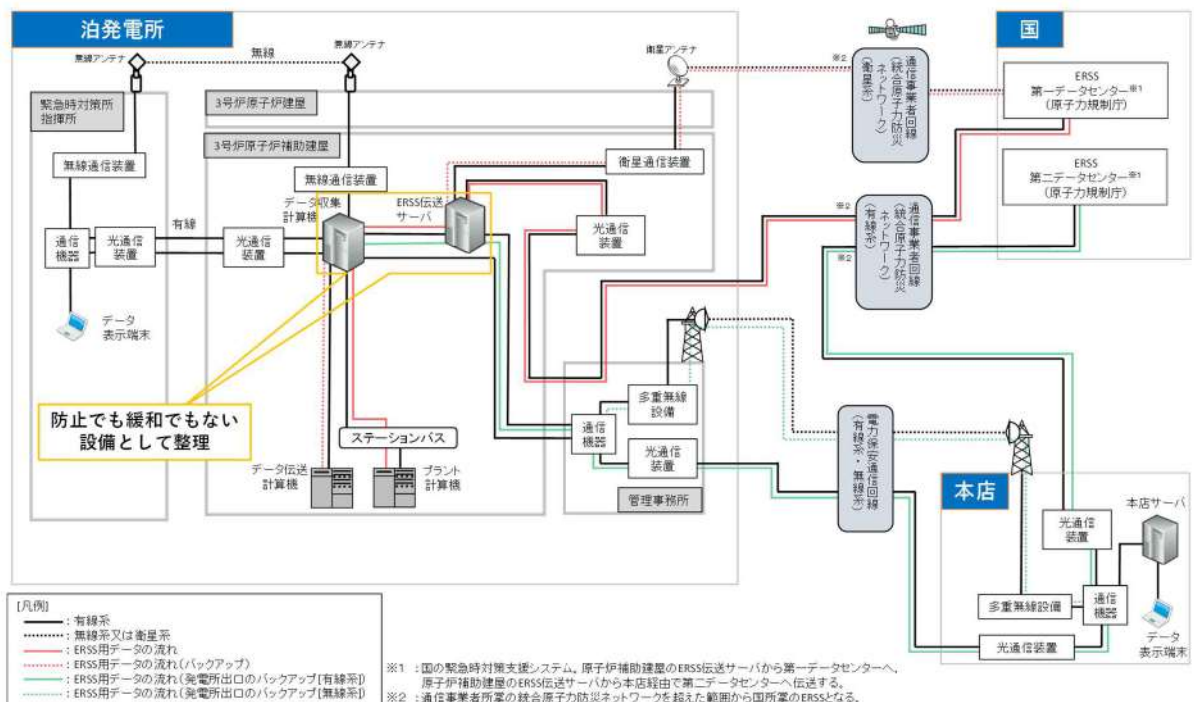 泊発電所
無線アンテナ
無線
無線アンテナ
衛星アンテナ
緊急時対策所
指揮所
3号炉原子炉建屋
3号炉原子炉補助建屋
無線通信装置
無線通信装置
衛星通信装置
データ収集
計算機
ERSS伝送
サーバ
有線
通信
機器
光通信
装置
光通信
装置
光通信
装置
データ
表示端末
防止でも緩和でもない
設備として整理
ステーションバス
データ伝送
計算機
プラント
計算機
通信
機器
多重無線
設備
光通信
装置
管理事務所
※2
通信事業者回線
(統合原子力防災
ネットワーク)
(衛星系)
※2
通信事業者回線
(統合原子力防災
ネットワーク)
(有線系)
※2
電力保安通信回線
(有線系・無線系)
国
ERSS
第一データセンター※1
(原子力規制庁)
ERSS
第二データセンター※1
(原子力規制庁)
本店
本店サーバ
光通信
装置
多重無線設備
通信
機器
光通信装置
データ
表示端末
[凡例]
:有線系
:無線系又は衛星系
:ERSS用データの流れ
:ERSS用データの流れ(バックアップ)
:ERSS用データの流れ(発電所出口のバックアップ[有線系])
:ERSS用データの流れ(発電所出口のバックアップ[無線系])
※1 :国の緊急時対策支援システム。原子炉補助建屋のERSS伝送サーバから第一データセンターへ、
原子炉補助建屋のERSS伝送サーバから本店経由で第二データセンターへ伝送する。
※2 :通信事業者所掌の統合原子力防災ネットワークを超えた範囲から国所掌のERSSとなる。